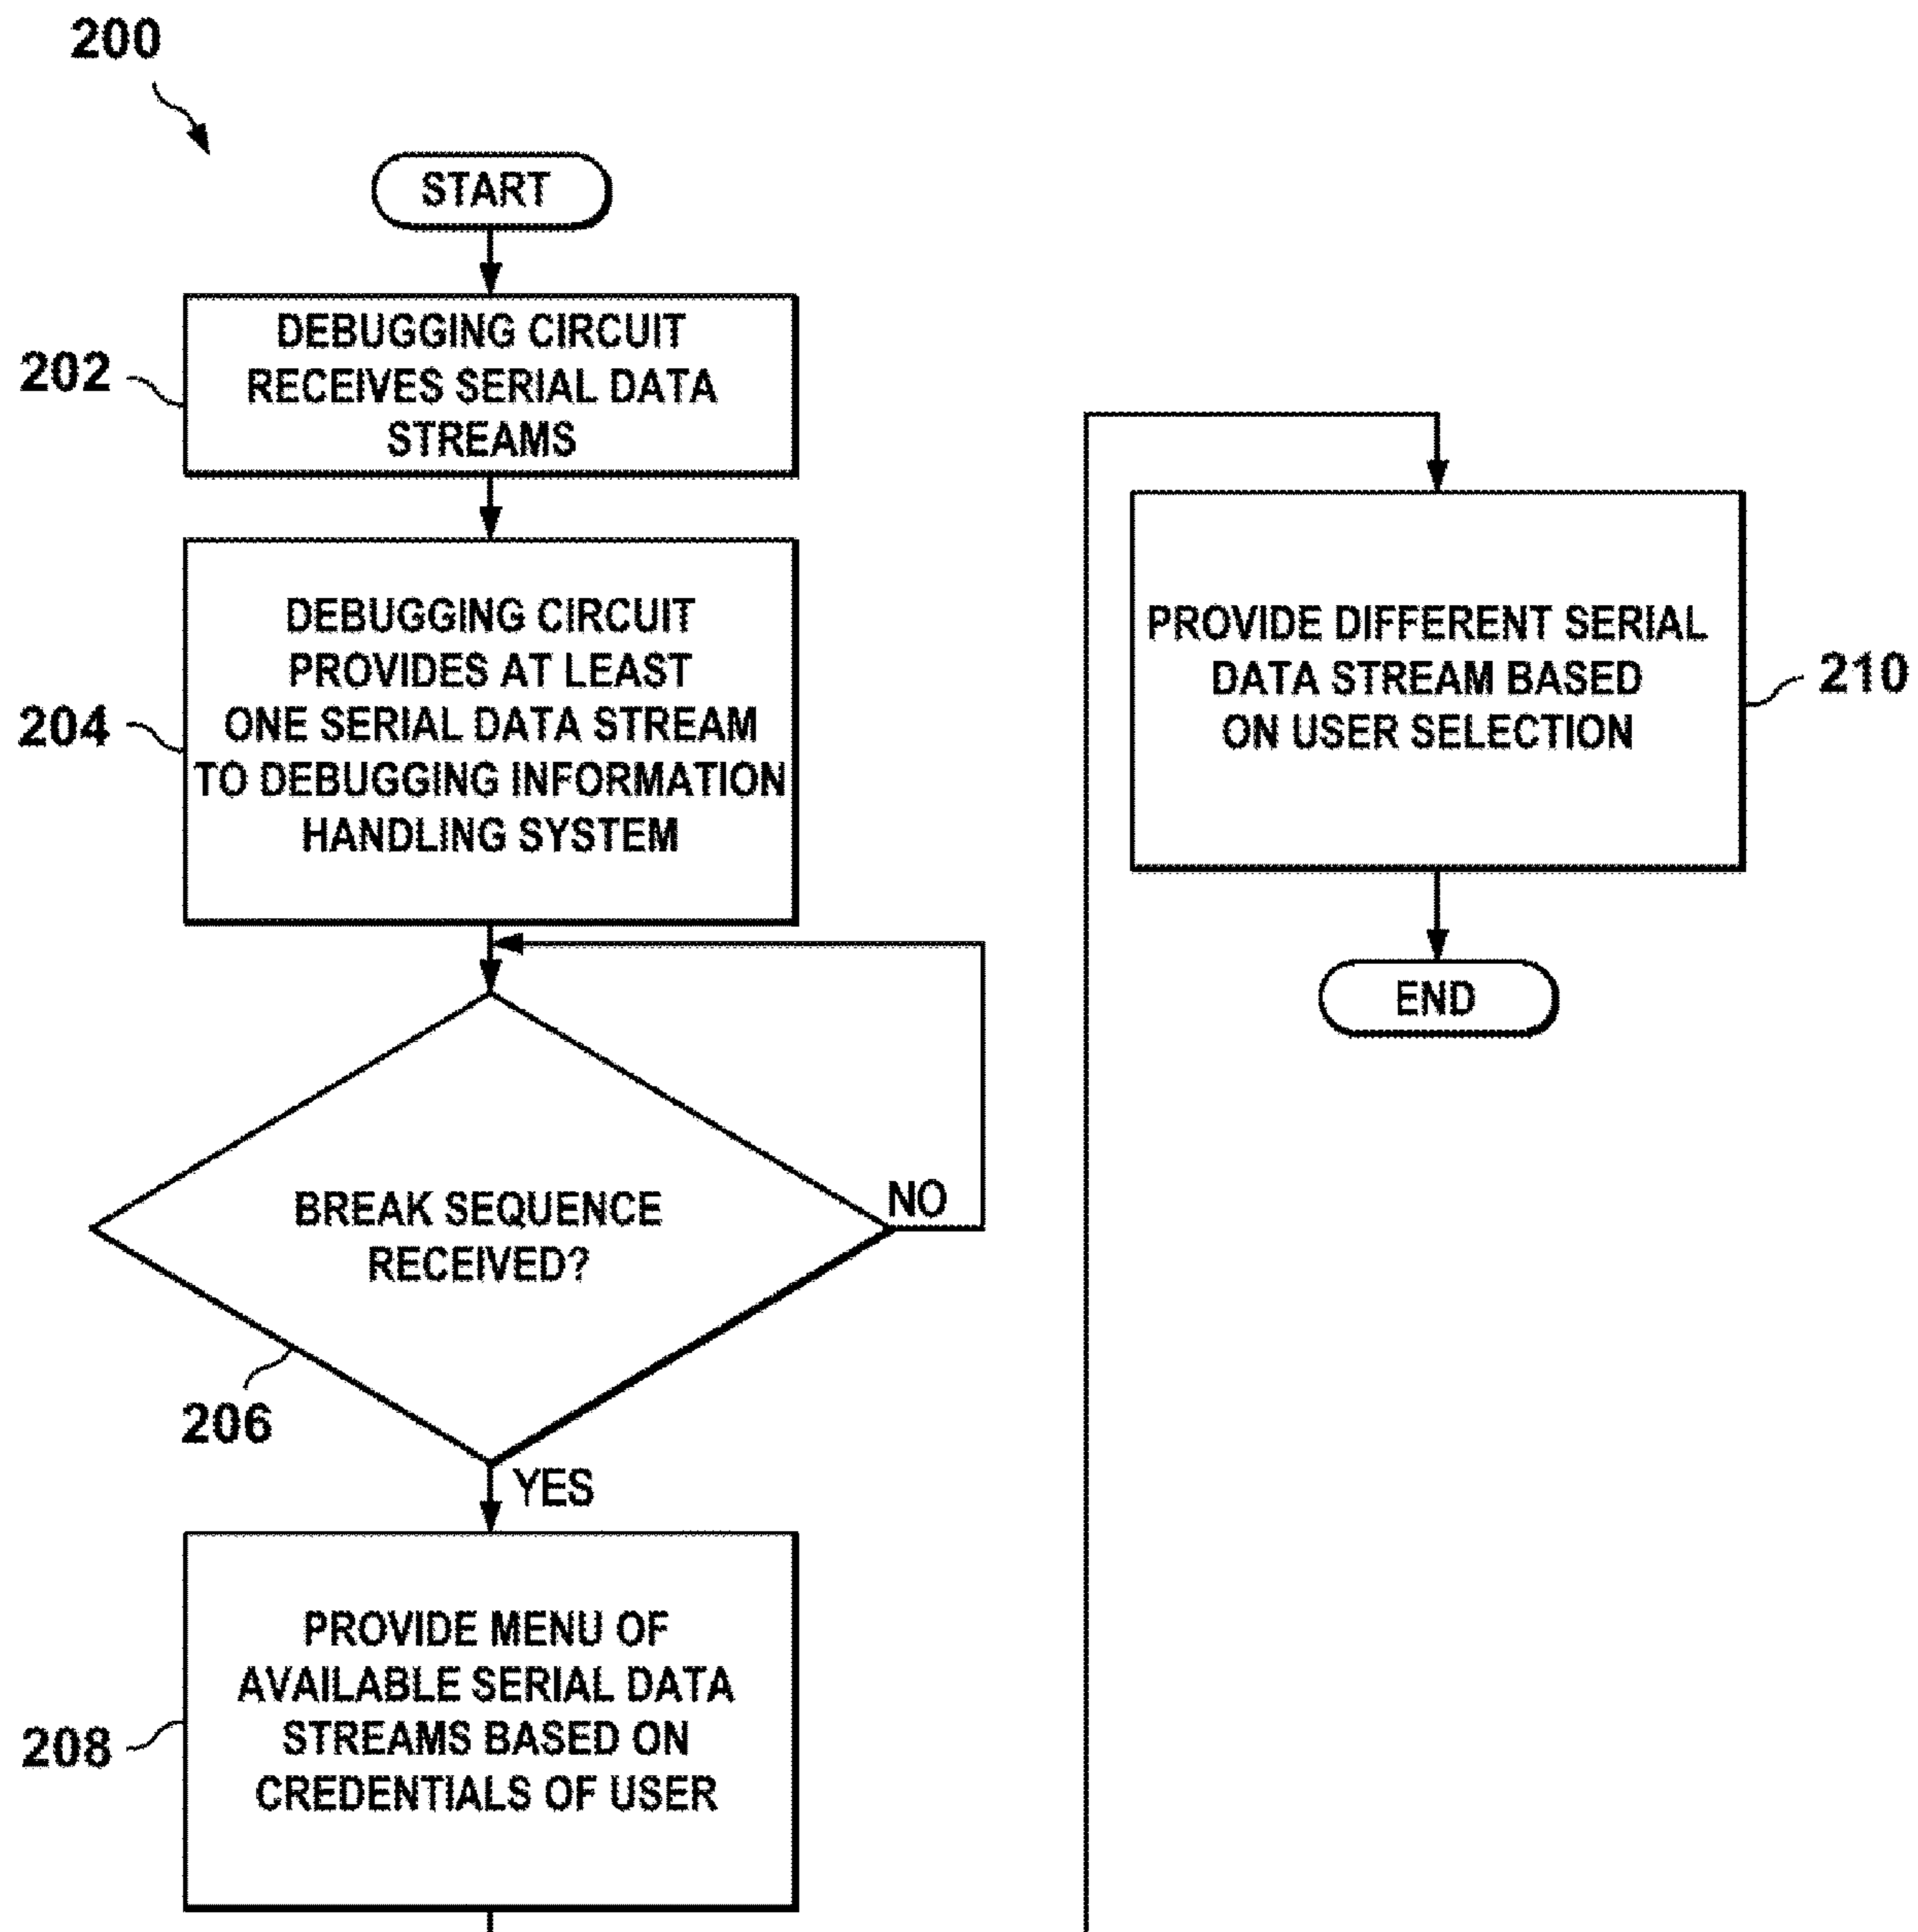 200
START
202
DEBUGGING CIRCUIT
RECEIVES SERIAL DATA
STREAMS
204
DEBUGGING CIRCUIT
PROVIDES AT LEAST
ONE SERIAL DATA STREAM
TO DEBUGGING INFORMATION
HANDLING SYSTEM
BREAK SEQUENCE
RECEIVED?
NO
206
YES
208
PROVIDE MENU OF
AVAILABLE SERIAL DATA
STREAMS BASED ON
CREDENTIALS OF USER
PROVIDE DIFFERENT SERIAL
DATA STREAM BASED
ON USER SELECTION
210
END